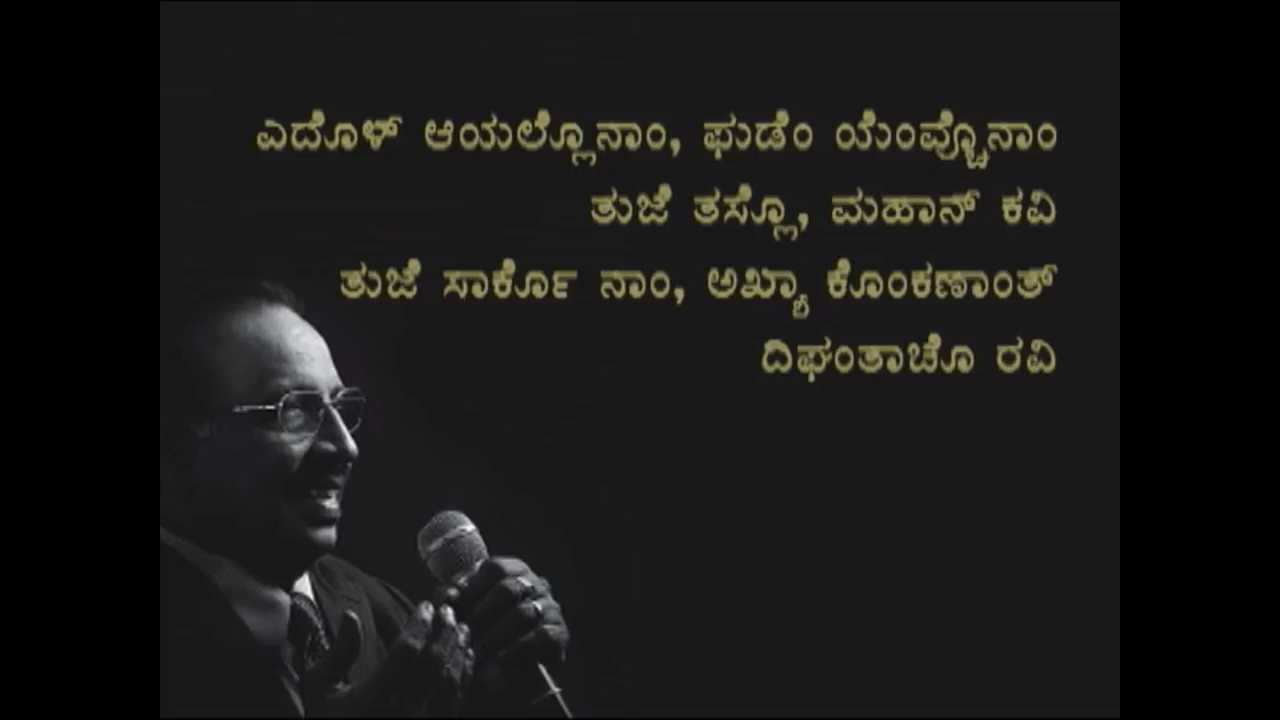 ಎದೊಳ್ ಆಯಲ್ಲೊನಾಂ, ಫುಡೆಂ ಯೆಂವ್ಚೊನಾಂ
ತುಜೆ ತಸ್ಲೊ, ಮಹಾನ್ ಕವಿ
ತುಜೆ ಸಾರ್ಕೊ ನಾಂ, ಅಖ್ಯಾ ಕೊಂಕಣಾಂತ್
ದಿಘಂತಾಚೊ ರವಿ